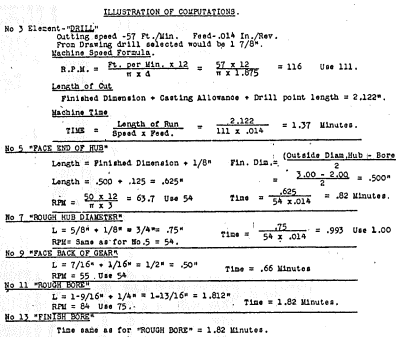 ILLUSTRATION OF COMPUTATIONS.
No 3 Element-"DRILL"
Cutting speed -57 Ft./Min. Feed-.014 In./Rev.
From Drawing drill selected would be 1 7/8".
Machine Speed Formula.
R.P.M. = Ft. per Min. x 12 / π x d = 57 x 12 / π x 1.875 = 116 Use 111.
Length of Cut
Finished Dimension + Casting Allowance + Drill point length = 2.122".
Machine Time
TIME = Length of Run / Speed x Feed. = 2.122 / 111 x .014 = 1.37 Minutes.
No 5 "FACE END OF HUB"
Length = Finished Dimension + 1/8" Fin. Dim.= (Outside Diam.Hub - Bore / 2
Length = .500 + .125 = .625" = 3.00 - 2.00 / 2 = .500"
RPM = 50 x 12 / π x 3 = 63.7 Use 54 Time = .625 / 54 x.014 = .82 Minutes.
No 7 "ROUGH HUB DIAMETER"
L = 5/8" + 1/8" = 3/4"= .75" Time = .75 / 54 x .014 = .993 Use 1.00
RPM= Same as for No.5 = 54.
No 9 "FACE BACK OF GEAR"
L = 7/16" + 1/16" = 1/2" = .50" Time = .66 Minutes
RPM = 55 Use 54.
No 11 "ROUGH BORE"
L = 1-9/16" + 1/4" = 1-13/16" = 1.812" Time = 1.82 Minutes.
RPM = 84 Use 75.
No 13 "FINISH BORE"
Time same as for "ROUGH BORE" = 1.82 Minutes.